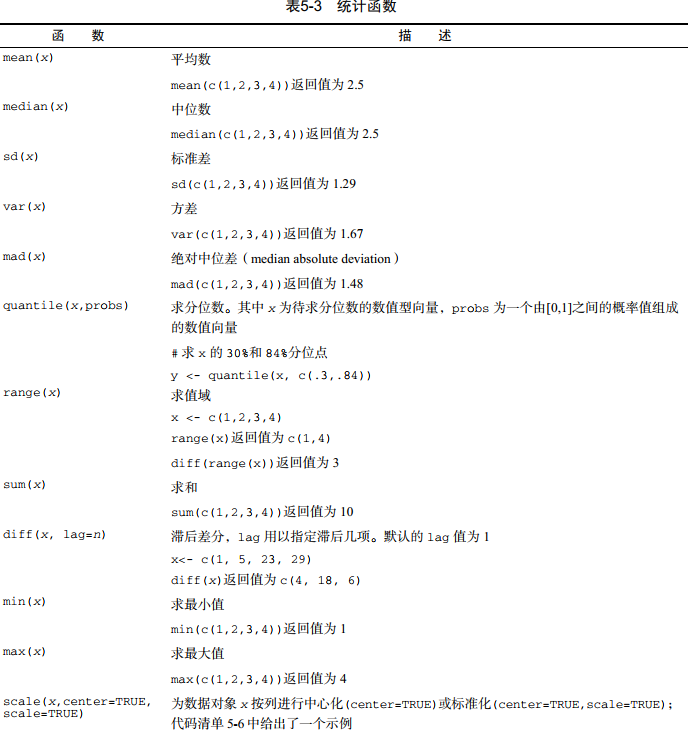 表5-3 统计函数
函 数 描 述
mean(x) 平均数
mean(c(1,2,3,4))返回值为 2.5
median(x) 中位数
median(c(1,2,3,4))返回值为 2.5
sd(x) 标准差
sd(c(1,2,3,4))返回值为 1.29
var(x) 方差
var(c(1,2,3,4))返回值为 1.67
mad(x) 绝对中位差（median absolute deviation）
mad(c(1,2,3,4))返回值为 1.48
quantile(x,probs) 求分位数。其中 x 为待求分位数的数值型向量，probs 为一个由[0,1]之间的概率值组成
的数值向量
# 求 x 的 30%和 84%分位点
y <- quantile(x, c(.3,.84))
range(x) 求值域
x <- c(1,2,3,4)
range(x)返回值为 c(1,4)
diff(range(x))返回值为 3
sum(x) 求和
sum(c(1,2,3,4))返回值为 10
diff(x, lag=n) 滞后差分，lag 用以指定滞后几项。默认的 lag 值为 1
x<- c(1, 5, 23, 29)
diff(x)返回值为 c(4, 18, 6)
min(x) 求最小值
min(c(1,2,3,4))返回值为 1
max(x) 求最大值
max(c(1,2,3,4))返回值为 4
scale(x,center=TRUE, 为数据对象 x 按列进行中心化(center=TRUE)或标准化(center=TRUE,scale=TRUE)；
scale=TRUE) 代码清单 5-6 中给出了一个示例